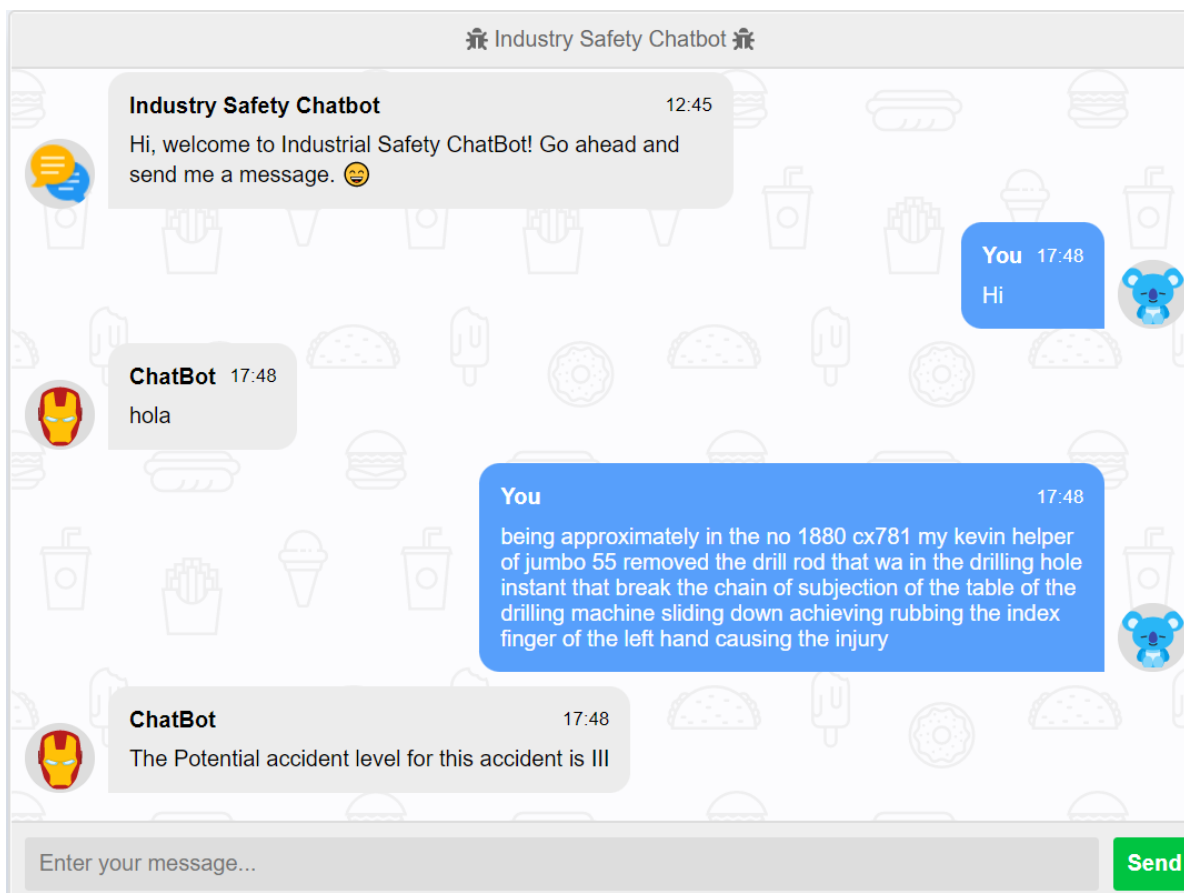 Industry Safety Chatbot
Industry Safety Chatbot 12:45
Hi, welcome to Industrial Safety ChatBot! Go ahead and
send me a message. 😄
You 17:48
Hi
ChatBot 17:48
hola
You 17:48
being approximately in the no 1880 cx781 my kevin helper
of jumbo 55 removed the drill rod that wa in the drilling hole
instant that break the chain of subjection of the table of the
drilling machine sliding down achieving rubbing the index
finger of the left hand causing the injury
ChatBot 17:48
The Potential accident level for this accident is III
Enter your message...
Send